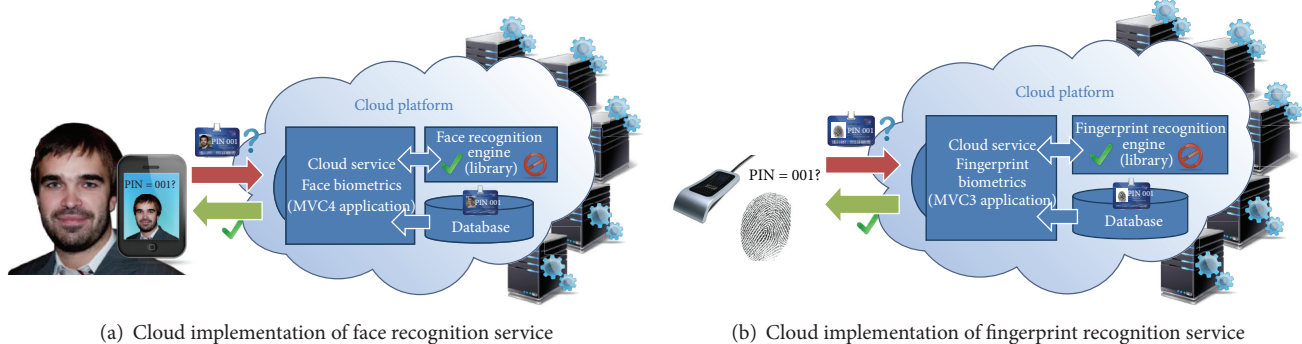 Cloud platform
PIN 001
?
PIN = 001?
Cloud service
Face biometrics
(MVC4 application)
Face recognition
engine
(library)
PIN 001
Database
(a) Cloud implementation of face recognition service
Cloud platform
PIN 001
?
PIN = 001?
Cloud service
Fingerprint
biometrics
(MVC3 application)
Fingerprint recognition
engine
(library)
PIN 001
Database
(b) Cloud implementation of fingerprint recognition service